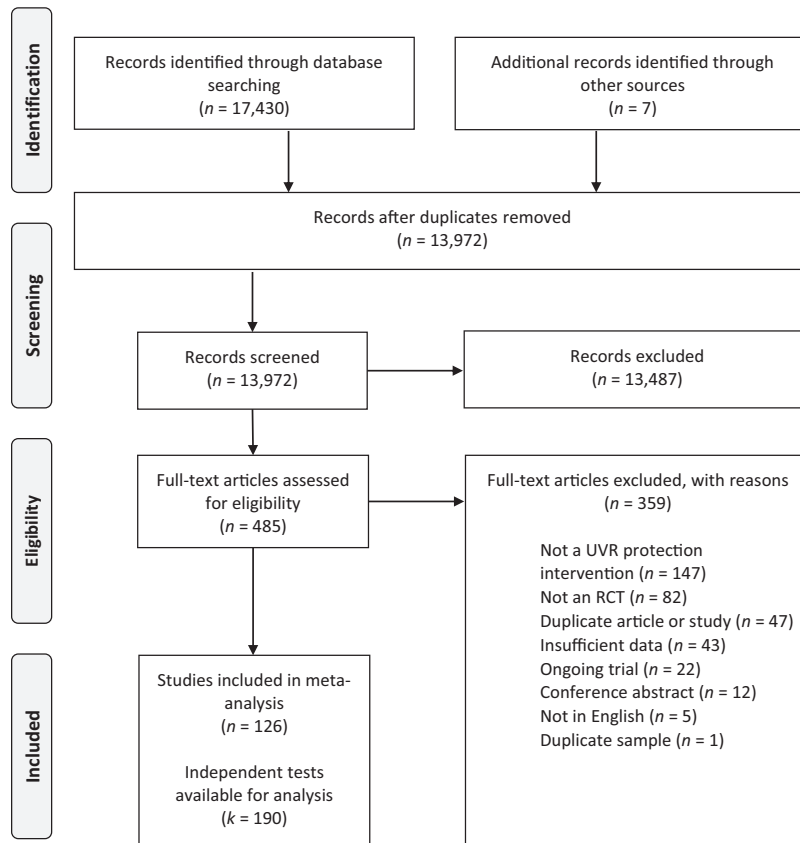 Identification
Records identified through database
searching
(n = 17,430)
Additional records identified through
other sources
(n = 7)
Records after duplicates removed
(n = 13,972)
Screening
Records screened
(n = 13,972)
Records excluded
(n = 13,487)
Eligibility
Full-text articles assessed
for eligibility
(n = 485)
Full-text articles excluded, with reasons
(n = 359)
Not a UVR protection
intervention (n = 147)
Not an RCT (n = 82)
Duplicate article or study (n = 47)
Insufficient data (n = 43)
Ongoing trial (n = 22)
Conference abstract (n = 12)
Not in English (n = 5)
Duplicate sample (n = 1)
Included
Studies included in meta-
analysis
(n = 126)
Independent tests
available for analysis
(k = 190)